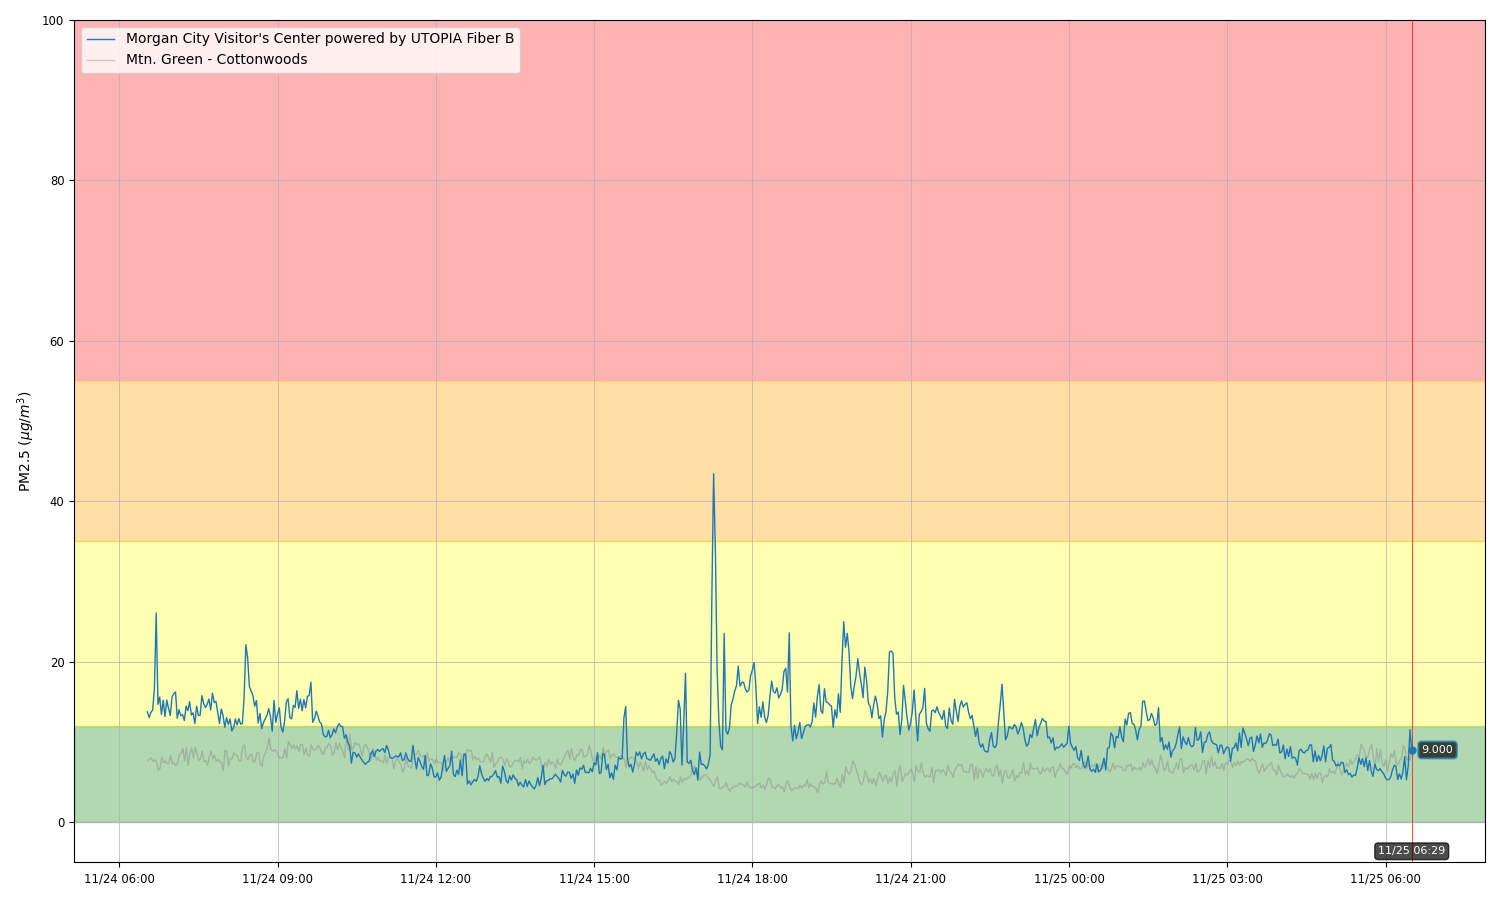 100
80
60
40
20
0
PM2.5 (μg/m³)
Morgan City Visitor's Center powered by UTOPIA Fiber B
Mtn. Green - Cottonwoods
9.000
11/25 06:29
11/24 06:00 11/24 09:00 11/24 12:00 11/24 15:00 11/24 18:00 11/24 21:00 11/25 00:00 11/25 03:00 11/25 06:00